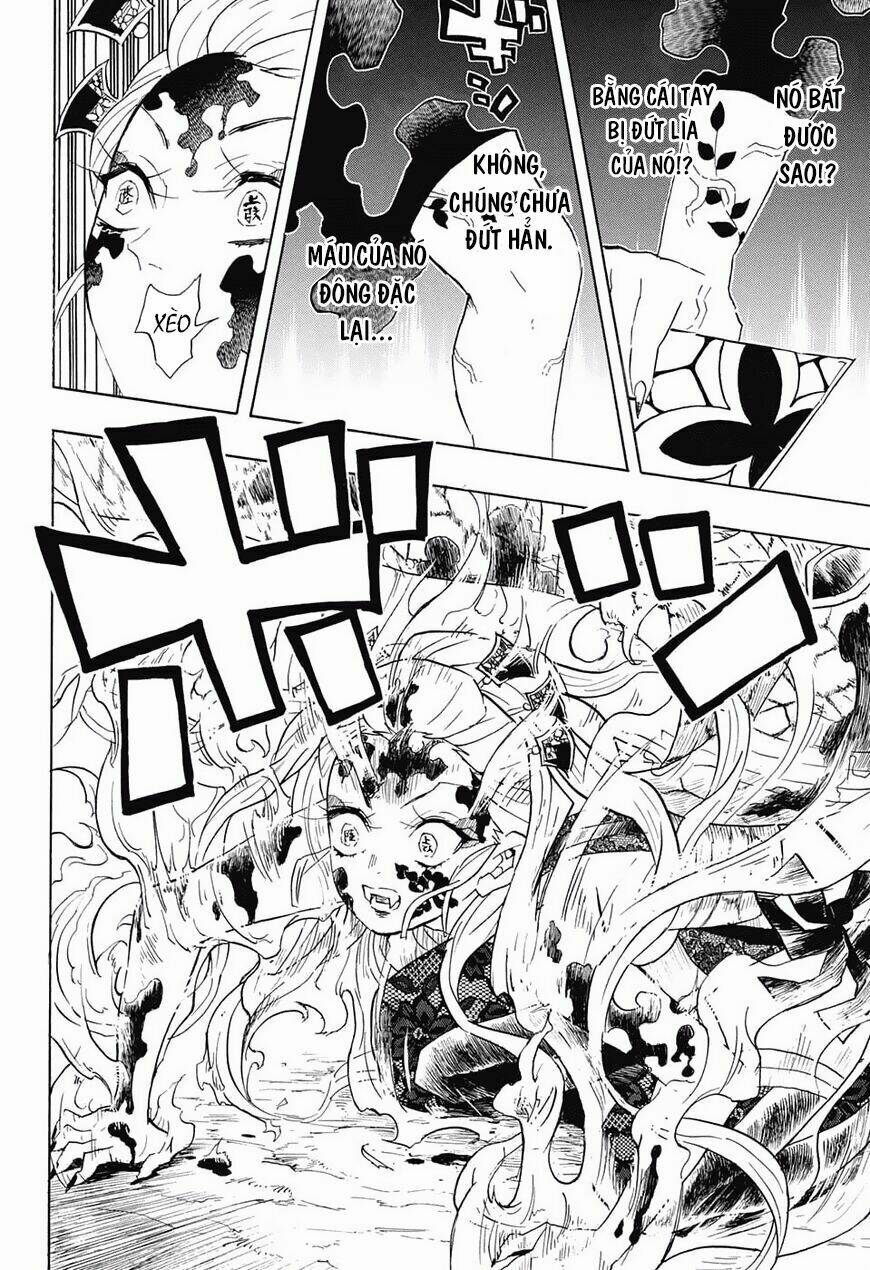 NÓ BẮT
ĐƯỢC
SAO!?
BẰNG CÁI TAY
BỊ ĐỨT LÌA
CỦA NÓ!?
KHÔNG,
CHÚNG CHƯA
ĐỨT HẲN.
MÁU CỦA NÓ
ĐÔNG ĐẶC
LẠI...
XÈO
ボ